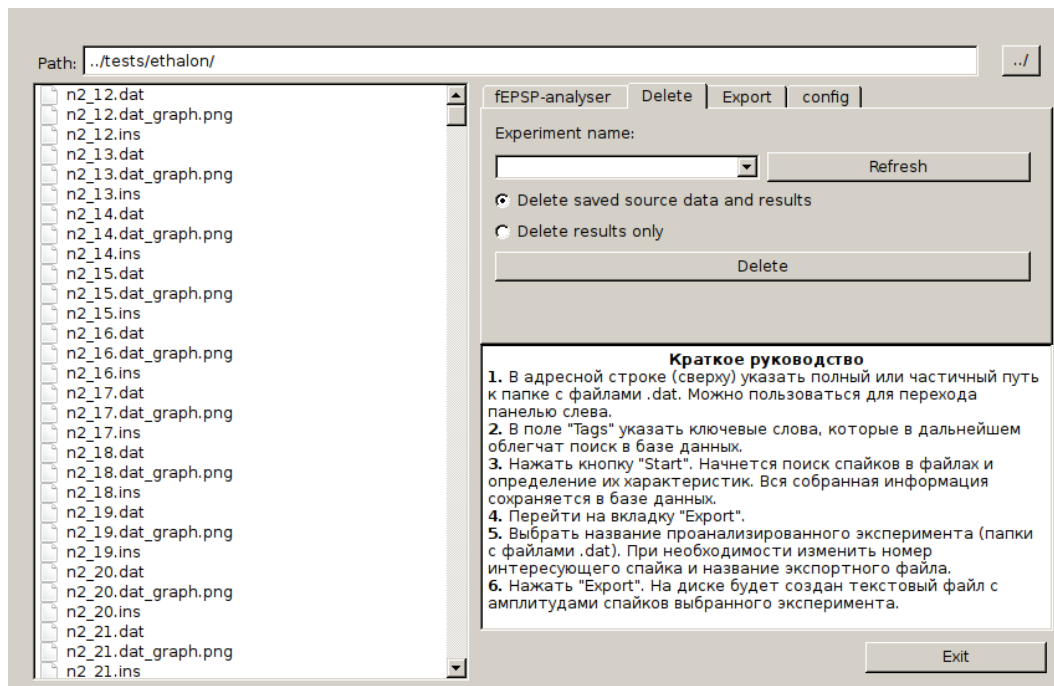 Path: ../tests/ethalon/ ../
n2_12.dat
n2_12.dat_graph.png
n2_12.ins
n2_13.dat
n2_13.dat_graph.png
n2_13.ins
n2_14.dat
n2_14.dat_graph.png
n2_14.ins
n2_15.dat
n2_15.dat_graph.png
n2_15.ins
n2_16.dat
n2_16.dat_graph.png
n2_16.ins
n2_17.dat
n2_17.dat_graph.png
n2_17.ins
n2_18.dat
n2_18.dat_graph.png
n2_18.ins
n2_19.dat
n2_19.dat_graph.png
n2_19.ins
n2_20.dat
n2_20.dat_graph.png
n2_20.ins
n2_21.dat
n2_21.dat_graph.png
n2_21.ins
fEPSP-analyser Delete Export config
Experiment name:
Refresh
Delete saved source data and results
Delete results only
Delete
Краткое руководство
1. В адресной строке (сверху) указать полный или частичный путь
к папке с файлами .dat. Можно пользоваться для перехода
панелью слева.
2. В поле "Tags" указать ключевые слова, которые в дальнейшем
облегчат поиск в базе данных.
3. Нажать кнопку "Start". Начнется поиск спайков в файлах и
определение их характеристик. Вся собранная информация
сохраняется в базе данных.
4. Перейти на вкладку "Export".
5. Выбрать название проанализированного эксперимента (папки
с файлами .dat). При необходимости изменить номер
интересующего спайка и название экспортного файла.
6. Нажать "Export". На диске будет создан текстовый файл с
амплитудами спайков выбранного эксперимента.
Exit